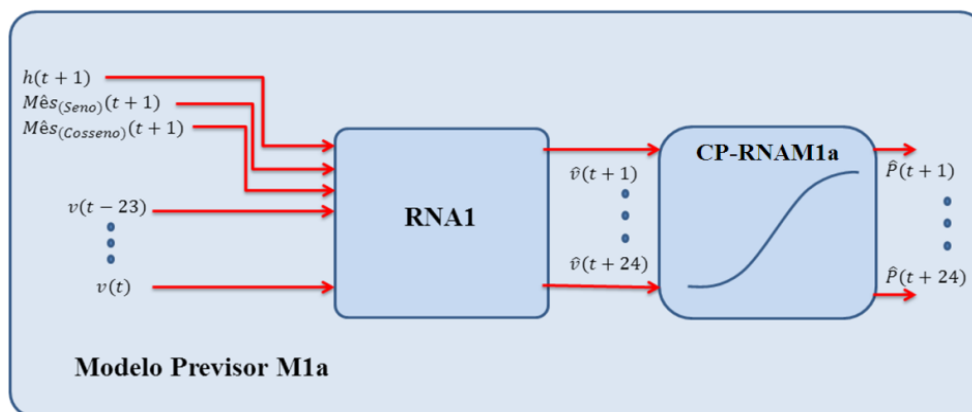 h(t + 1)
Mês₍Seno₎(t + 1)
Mês₍Cosseno₎(t + 1)
v(t − 23)
v(t)
RNA1
v̂(t + 1)
v̂(t + 24)
CP-RNAM1a
P̂(t + 1)
P̂(t + 24)
Modelo Previsor M1a